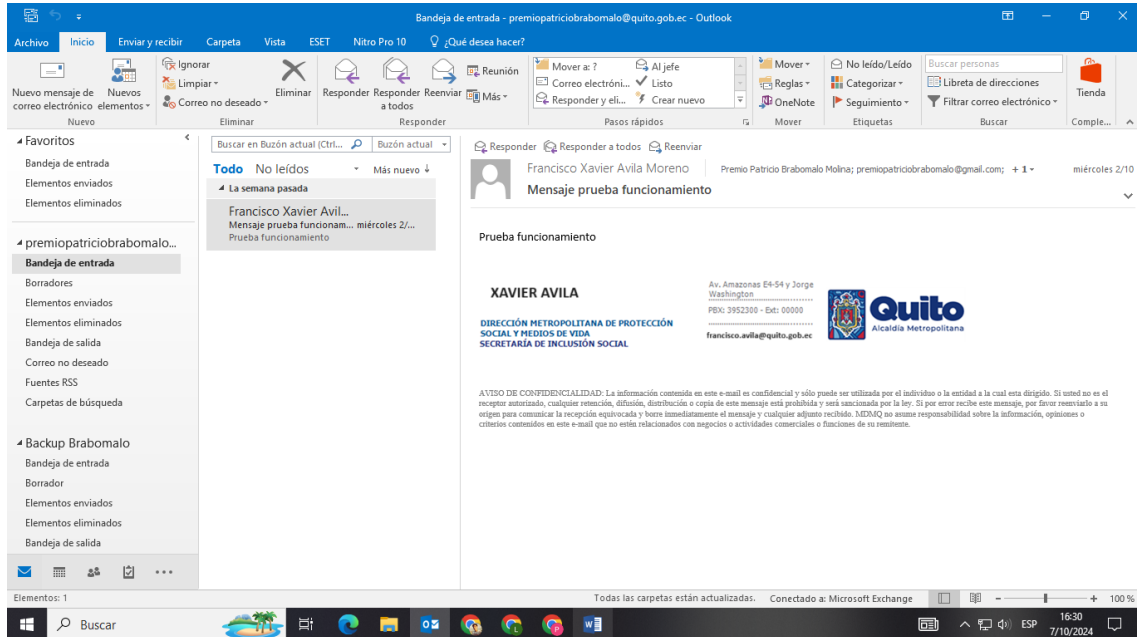 Bandeja de entrada - premiopatriciobrabomalo@quito.gob.ec - Outlook
Archivo Inicio Enviar y recibir Carpeta Vista ESET Nitro Pro 10 ¿Qué desea hacer?
Nuevo mensaje de correo electrónico
Nuevos elementos
Nuevo
Ignorar
Limpiar
Correo no deseado
Eliminar
Eliminar
Responder
Responder a todos
Reenviar
Reunión
Más
Responder
Mover a: ?
Correo electróni...
Responder y eli...
Al jefe
Listo
Crear nuevo
Pasos rápidos
Mover
Reglas
OneNote
Mover
No leído/Leído
Categorizar
Seguimiento
Etiquetas
Buscar personas
Libreta de direcciones
Filtrar correo electrónico
Buscar
Tienda
Comple...
Favoritos
Bandeja de entrada
Elementos enviados
Elementos eliminados
premiopatriciobrabomalo...
Bandeja de entrada
Borradores
Elementos enviados
Elementos eliminados
Bandeja de salida
Correo no deseado
Fuentes RSS
Carpetas de búsqueda
Backup Brabomalo
Bandeja de entrada
Borrador
Elementos enviados
Elementos eliminados
Bandeja de salida
Buscar en Buzón actual (Ctrl... Buzón actual
Todo No leídos Más nuevo ↓
La semana pasada
Francisco Xavier Avil...
Mensaje prueba funcionam... miércoles 2/...
Prueba funcionamiento
Responder Responder a todos Reenviar
Francisco Xavier Avila Moreno Premio Patricio Brabomalo Molina; premiopatriciobrabomalo@gmail.com; + 1 miércoles 2/10
Mensaje prueba funcionamiento
Prueba funcionamiento
XAVIER AVILA
DIRECCIÓN METROPOLITANA DE PROTECCIÓN
SOCIAL Y MEDIOS DE VIDA
SECRETARÍA DE INCLUSIÓN SOCIAL
Av. Amazonas E4-54 y Jorge
Washington
PBX: 3952300 - Ext: 00000
francisco.avila@quito.gob.ec
Quito
Alcaldía Metropolitana
AVISO DE CONFIDENCIALIDAD: La información contenida en este e-mail es confidencial y sólo puede ser utilizada por el individuo o la entidad a la cual esta dirigido. Si usted no es el
receptor autorizado, cualquier retención, difusión, distribución o copia de este mensaje está prohibida y será sancionada por la ley. Si por error recibe este mensaje, por favor reenviarlo a su
origen para comunicar la recepción equivocada y borre inmediatamente el mensaje y cualquier adjunto recibido. MDMQ no asume responsabilidad sobre la información, opiniones o
criterios contenidos en este e-mail que no estén relacionados con negocios o actividades comerciales o funciones de su remitente.
Elementos: 1
Todas las carpetas están actualizadas. Conectado a: Microsoft Exchange 100 %
Buscar
ESP
16:30
7/10/2024